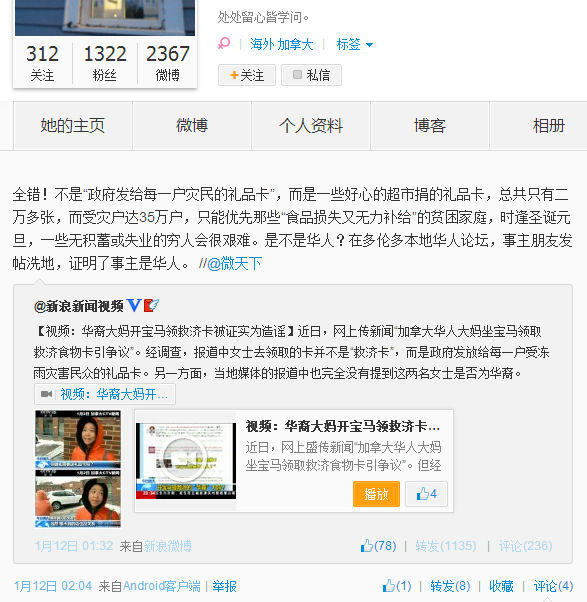 处处留心皆学问。
312 1322 2367
关注 粉丝 微博
海外 加拿大 标签
+关注 私信
她的主页 微博 个人资料 博客 相册
全错！不是“政府发给每一户灾民的礼品卡”，而是一些好心的超市捐的礼品卡，总共只有二
万多张，而受灾户达35万户，只能优先那些“食品损失又无力补给”的贫困家庭，时逢圣诞元
旦，一些无积蓄或失业的穷人会很艰难。是不是华人？在多伦多本地华人论坛，事主朋友发
帖洗地，证明了事主是华人。 //@微天下
@新浪新闻视频
【视频：华裔大妈开宝马领救济卡被证实为造谣】近日，网上传新闻“加拿大华人大妈坐宝马领取
救济食物卡引争议”。经调查，报道中女士去领取的卡并不是“救济卡”，而是政府发放给每一户受冻
雨灾害民众的礼品卡。另一方面，当地媒体的报道中也完全没有提到这两名女士是否为华裔。
视频：华裔大妈开…
视频：华裔大妈开宝马领救济卡…
近日，网上盛传新闻“加拿大华人大妈
坐宝马领取救济食物卡引争议”。但经
播放 4
1月12日 01:32 来自新浪微博 (78) | 转发(1135) | 评论(236)
1月12日 02:04 来自Android客户端 | 举报 (1) | 转发(8) | 收藏 | 评论(4)